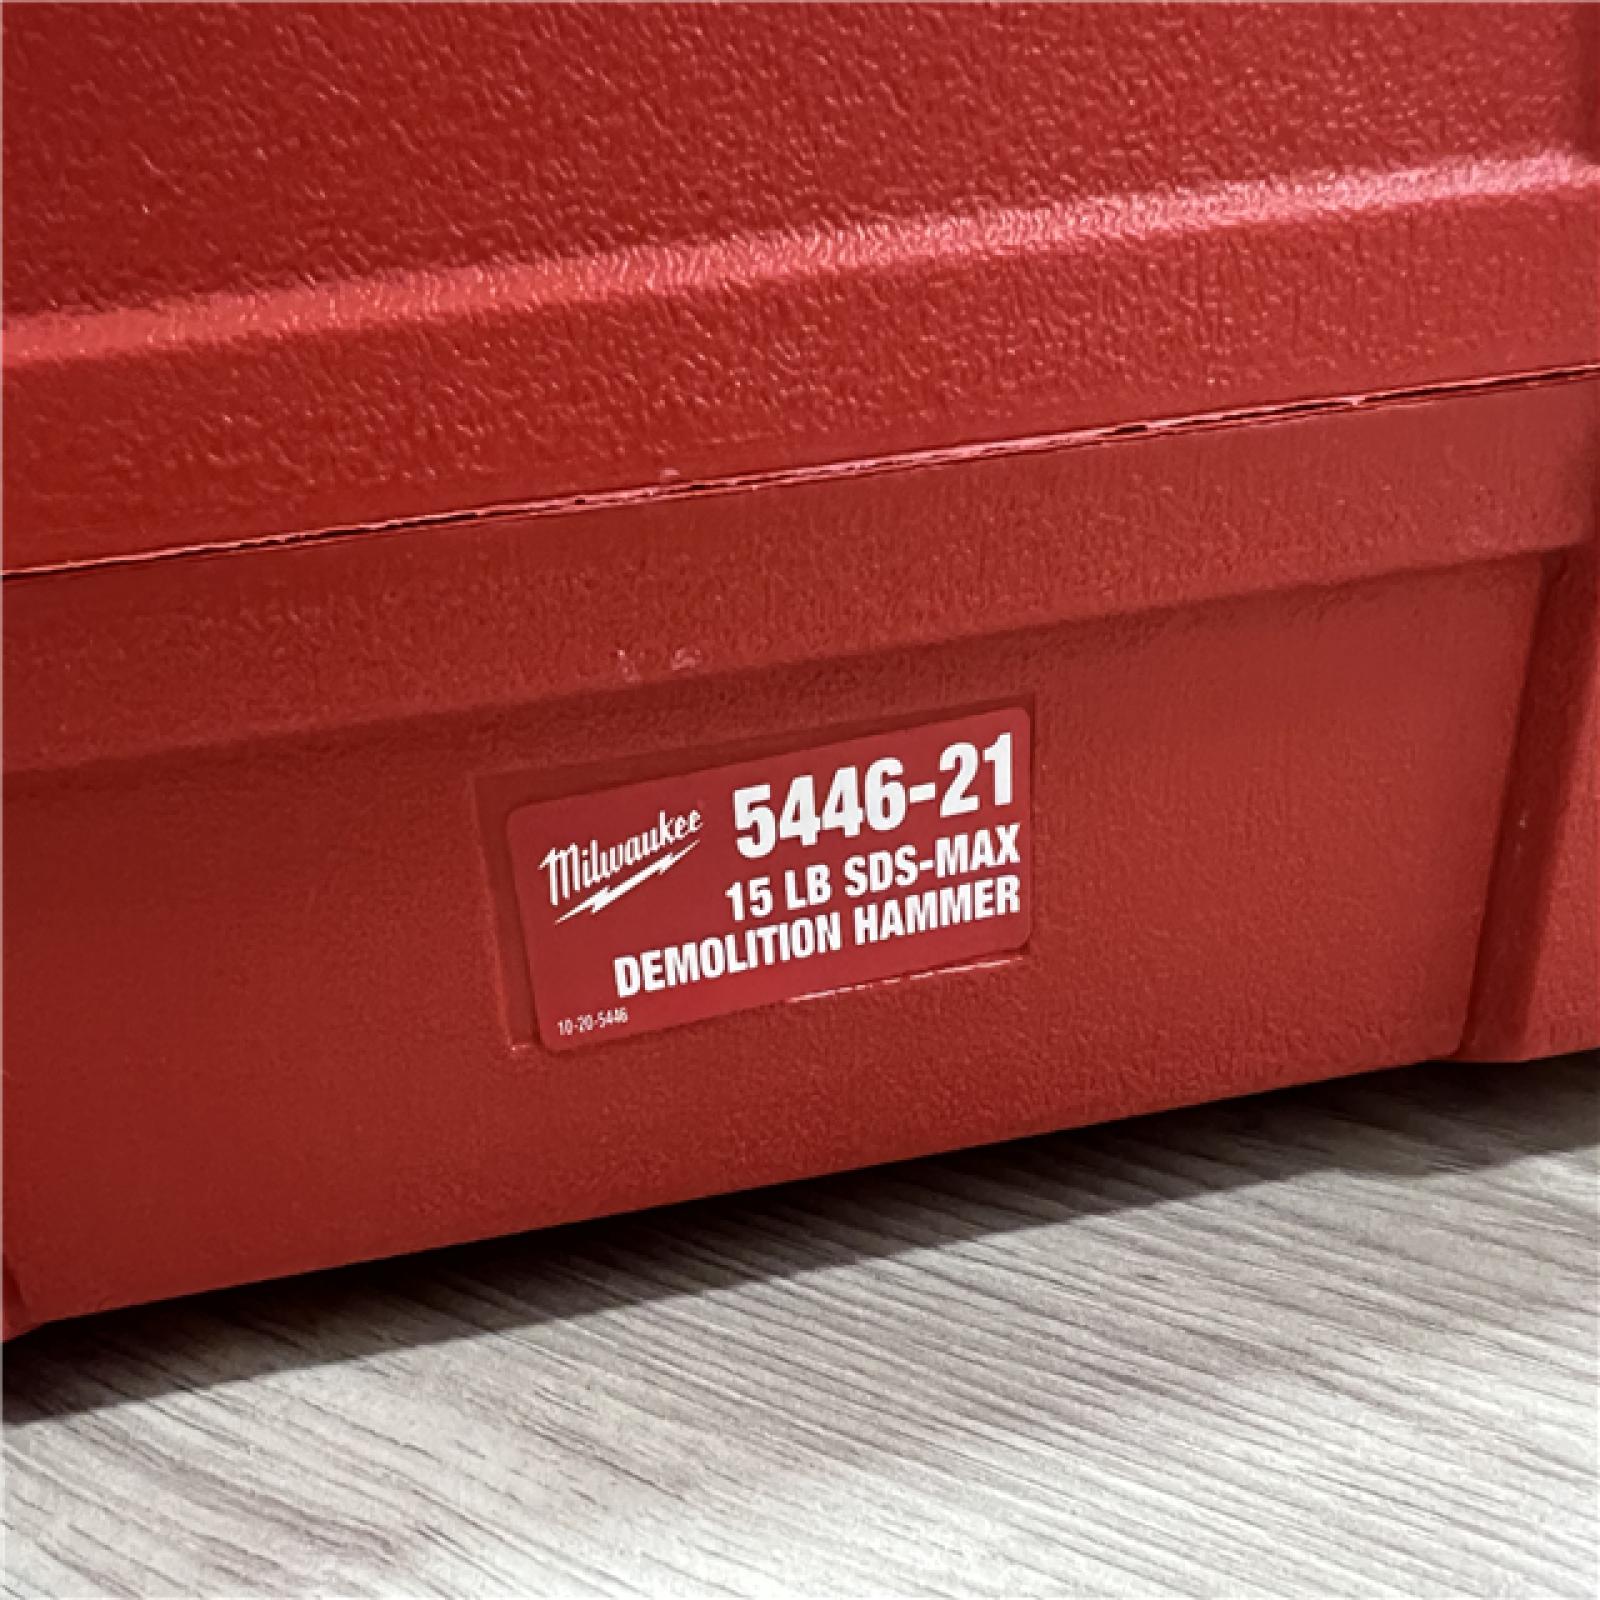 Milwaukee
5446-21
15 LB SDS-MAX
DEMOLITION HAMMER
10-20-5446